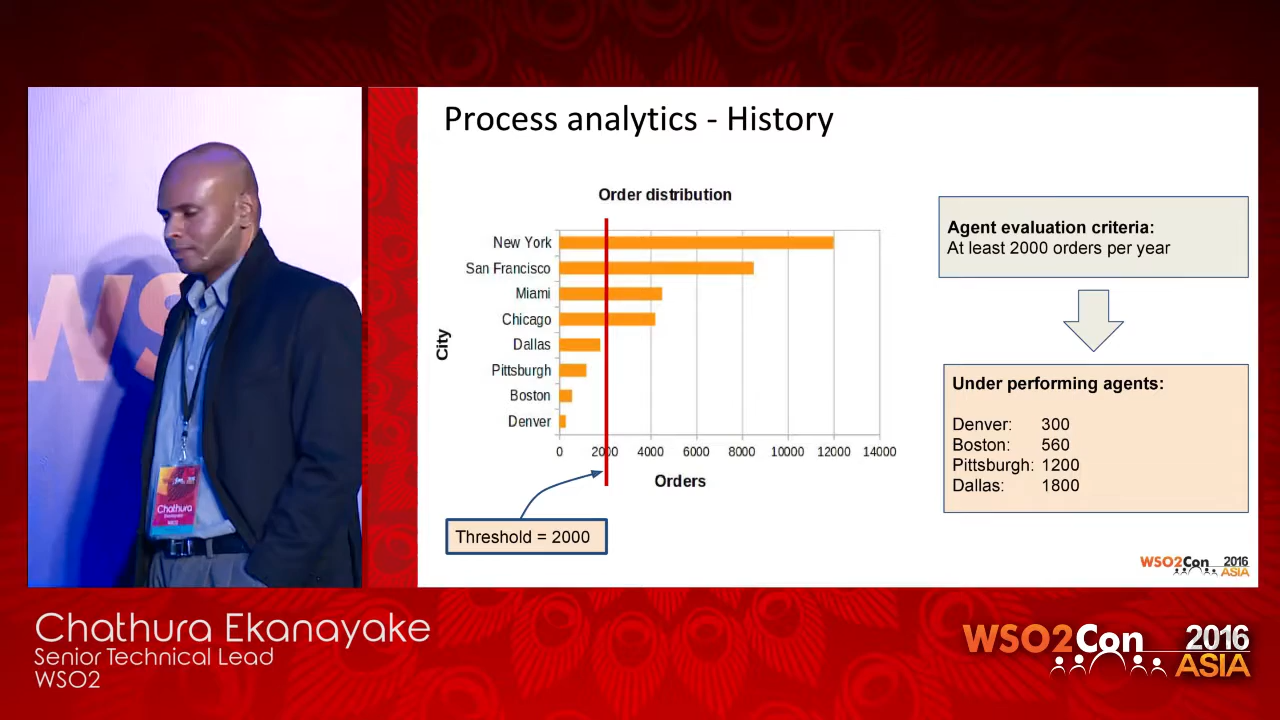 Process analytics - History
Order distribution
New York
San Francisco
Miami
Chicago
Dallas
Pittsburgh
Boston
Denver
City
0 2000 4000 6000 8000 10000 12000 14000
Orders
Threshold = 2000
Agent evaluation criteria:
At least 2000 orders per year
Under performing agents:
Denver: 300
Boston: 560
Pittsburgh: 1200
Dallas: 1800
WSO2Con 2016
ASIA
WS
Chathura
WSO2
Chathura Ekanayake
Senior Technical Lead
WSO2
WSO2Con 2016
ASIA